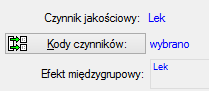 Czynnik jakościowy: Lek
Kody czynników: wybrano
Efekt międzygrupowy: Lek